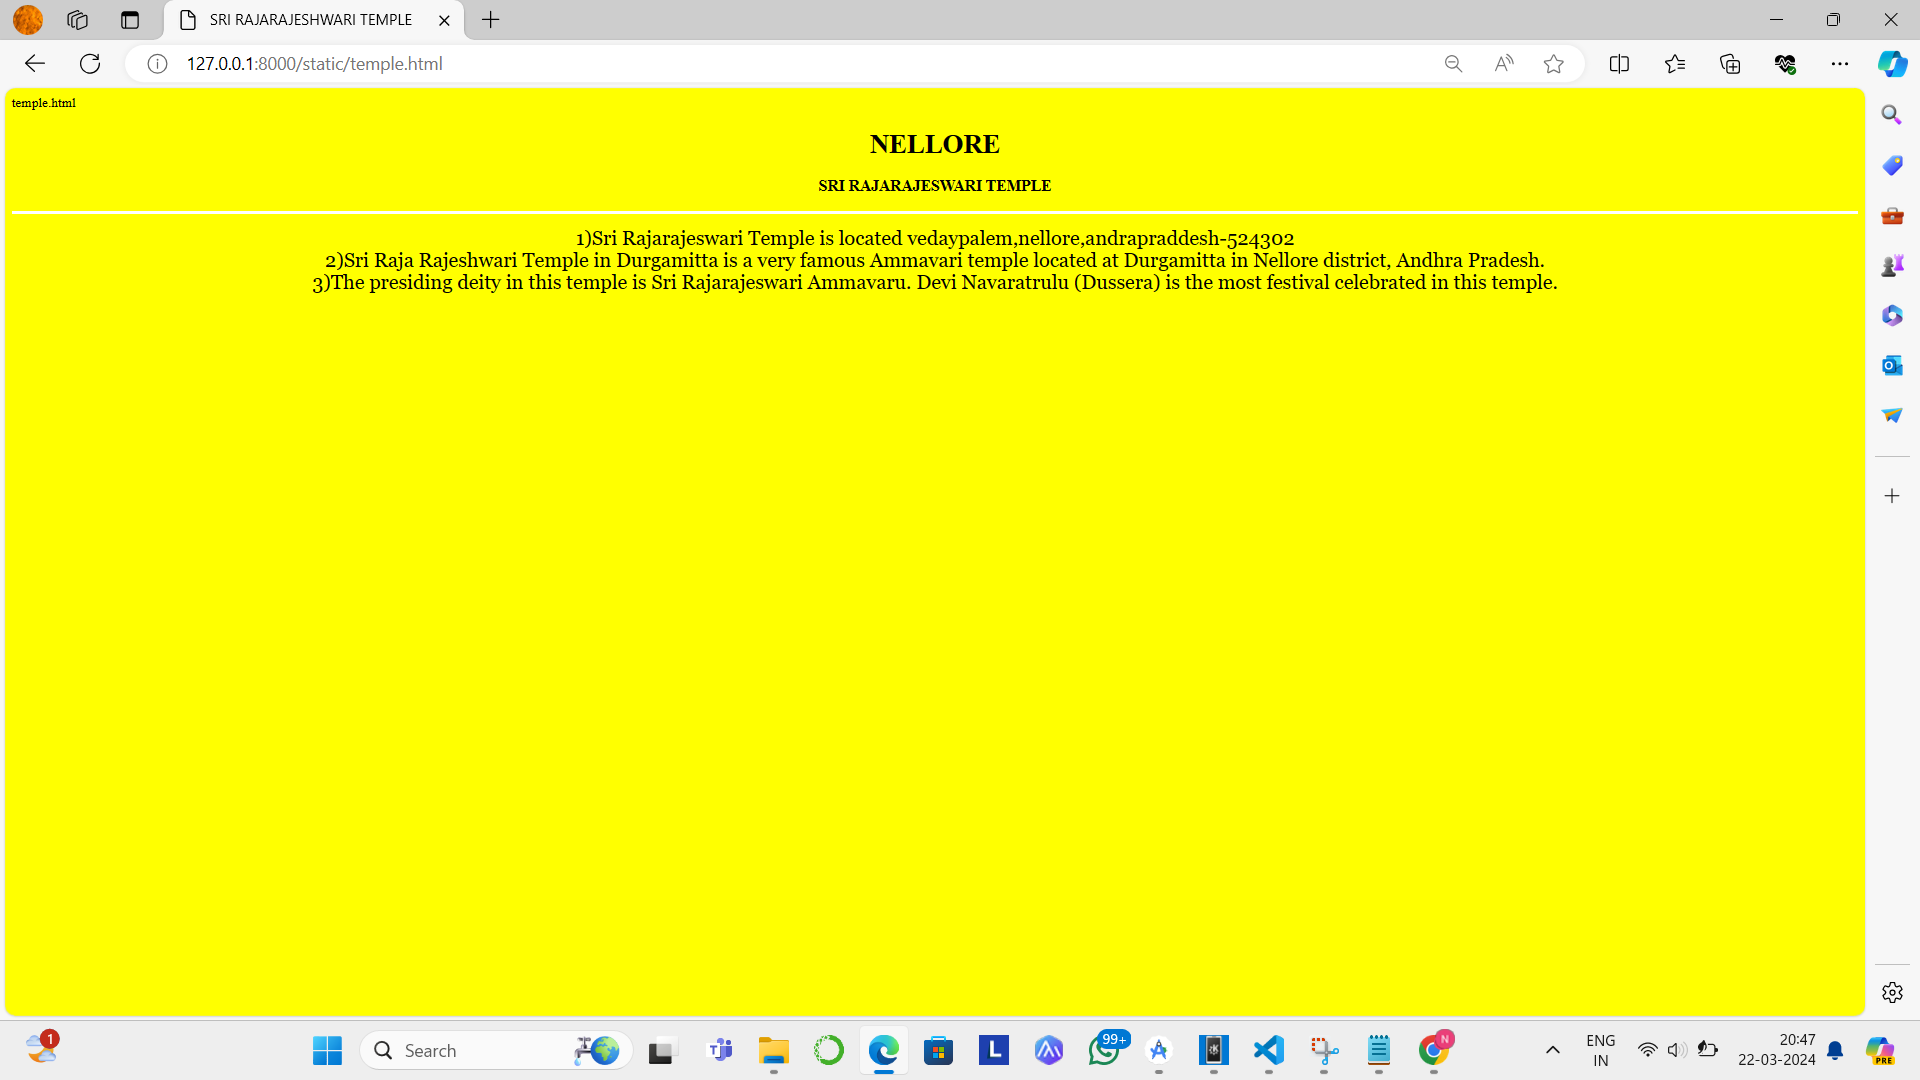 SRI RAJARAJESHWARI TEMPLE
127.0.0.1:8000/static/temple.html
temple.html
NELLORE
SRI RAJARAJESWARI TEMPLE
1)Sri Rajarajeswari Temple is located vedaypalem,nellore,andrapraddesh-524302
2)Sri Raja Rajeshwari Temple in Durgamitta is a very famous Ammavari temple located at Durgamitta in Nellore district, Andhra Pradesh.
3)The presiding deity in this temple is Sri Rajarajeswari Ammavaru. Devi Navaratrulu (Dussera) is the most festival celebrated in this temple.
1
Search
99+
L
N
ENG
IN
20:47
22-03-2024
PRE